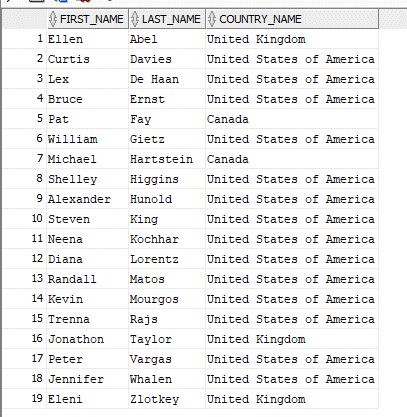 FIRST_NAME LAST_NAME COUNTRY_NAME
1 Ellen Abel United Kingdom
2 Curtis Davies United States of America
3 Lex De Haan United States of America
4 Bruce Ernst United States of America
5 Pat Fay Canada
6 William Gietz United States of America
7 Michael Hartstein Canada
8 Shelley Higgins United States of America
9 Alexander Hunold United States of America
10 Steven King United States of America
11 Neena Kochhar United States of America
12 Diana Lorentz United States of America
13 Randall Matos United States of America
14 Kevin Mourgos United States of America
15 Trenna Rajs United States of America
16 Jonathon Taylor United Kingdom
17 Peter Vargas United States of America
18 Jennifer Whalen United States of America
19 Eleni Zlotkey United Kingdom